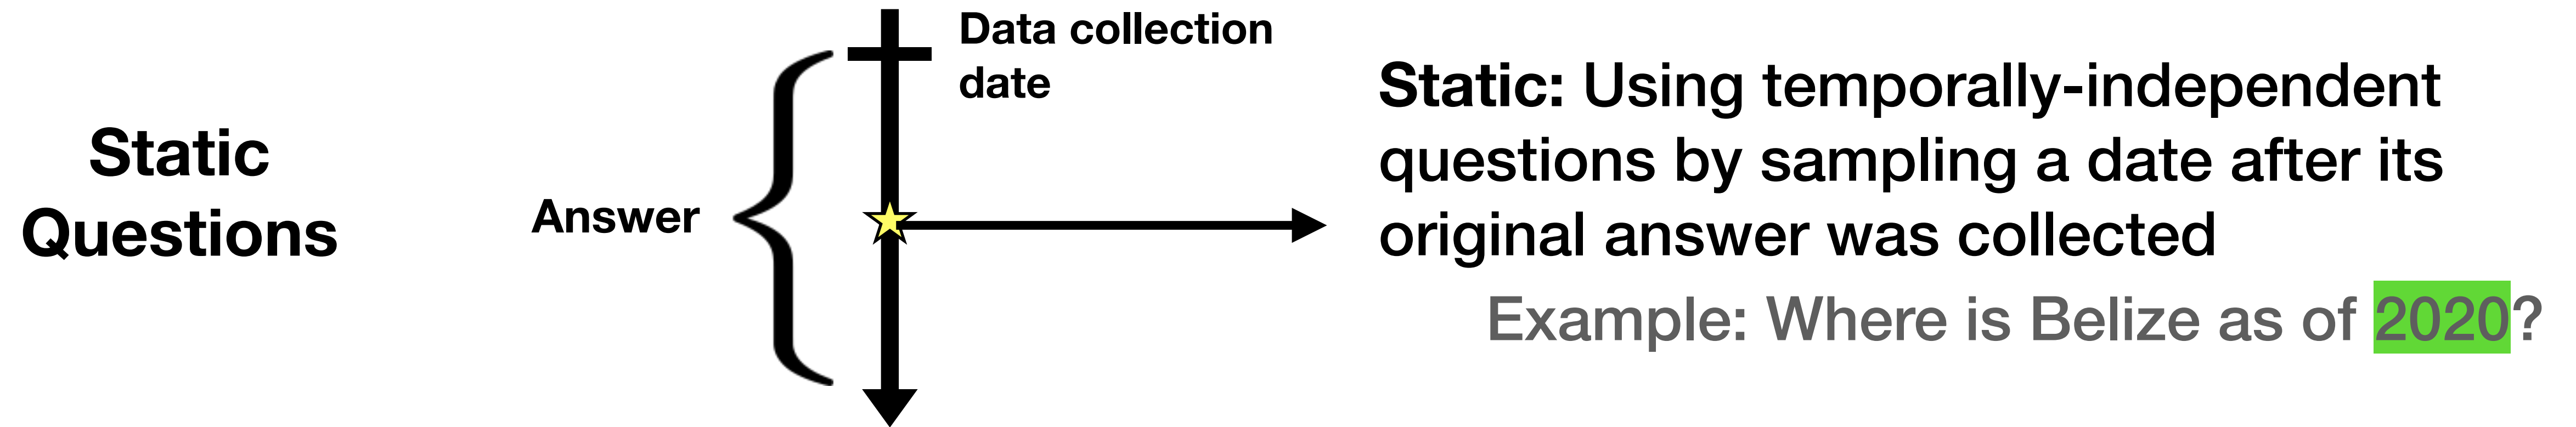 Static
Questions
Answer
Data collection
date
Static: Using temporally-independent
questions by sampling a date after its
original answer was collected
Example: Where is Belize as of 2020?